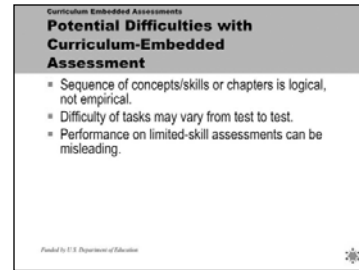 Curriculum Embedded Assessments
Potential Difficulties with
Curriculum-Embedded
Assessment
Sequence of concepts/skills or chapters is logical,
not empirical.
Difficulty of tasks may vary from test to test.
Performance on limited-skill assessments can be
misleading.
Funded by U.S. Department of Education